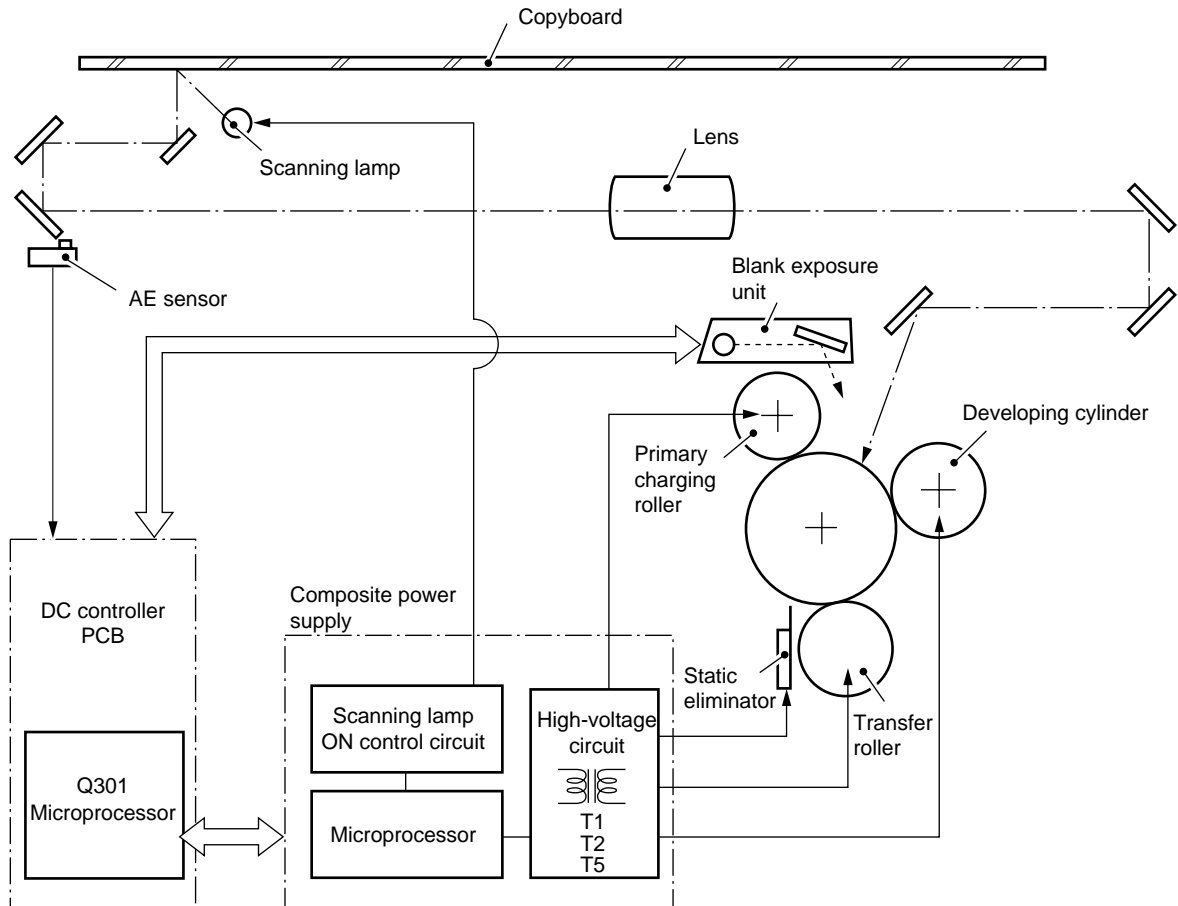 Copyboard
Scanning lamp
Lens
AE sensor
Blank exposure
unit
Primary
charging
roller
Developing cylinder
DC controller
PCB
Composite power
supply
Static
eliminator
Transfer
roller
Scanning lamp
ON control circuit
High-voltage
circuit
T1
T2
T5
Q301
Microprocessor
Microprocessor